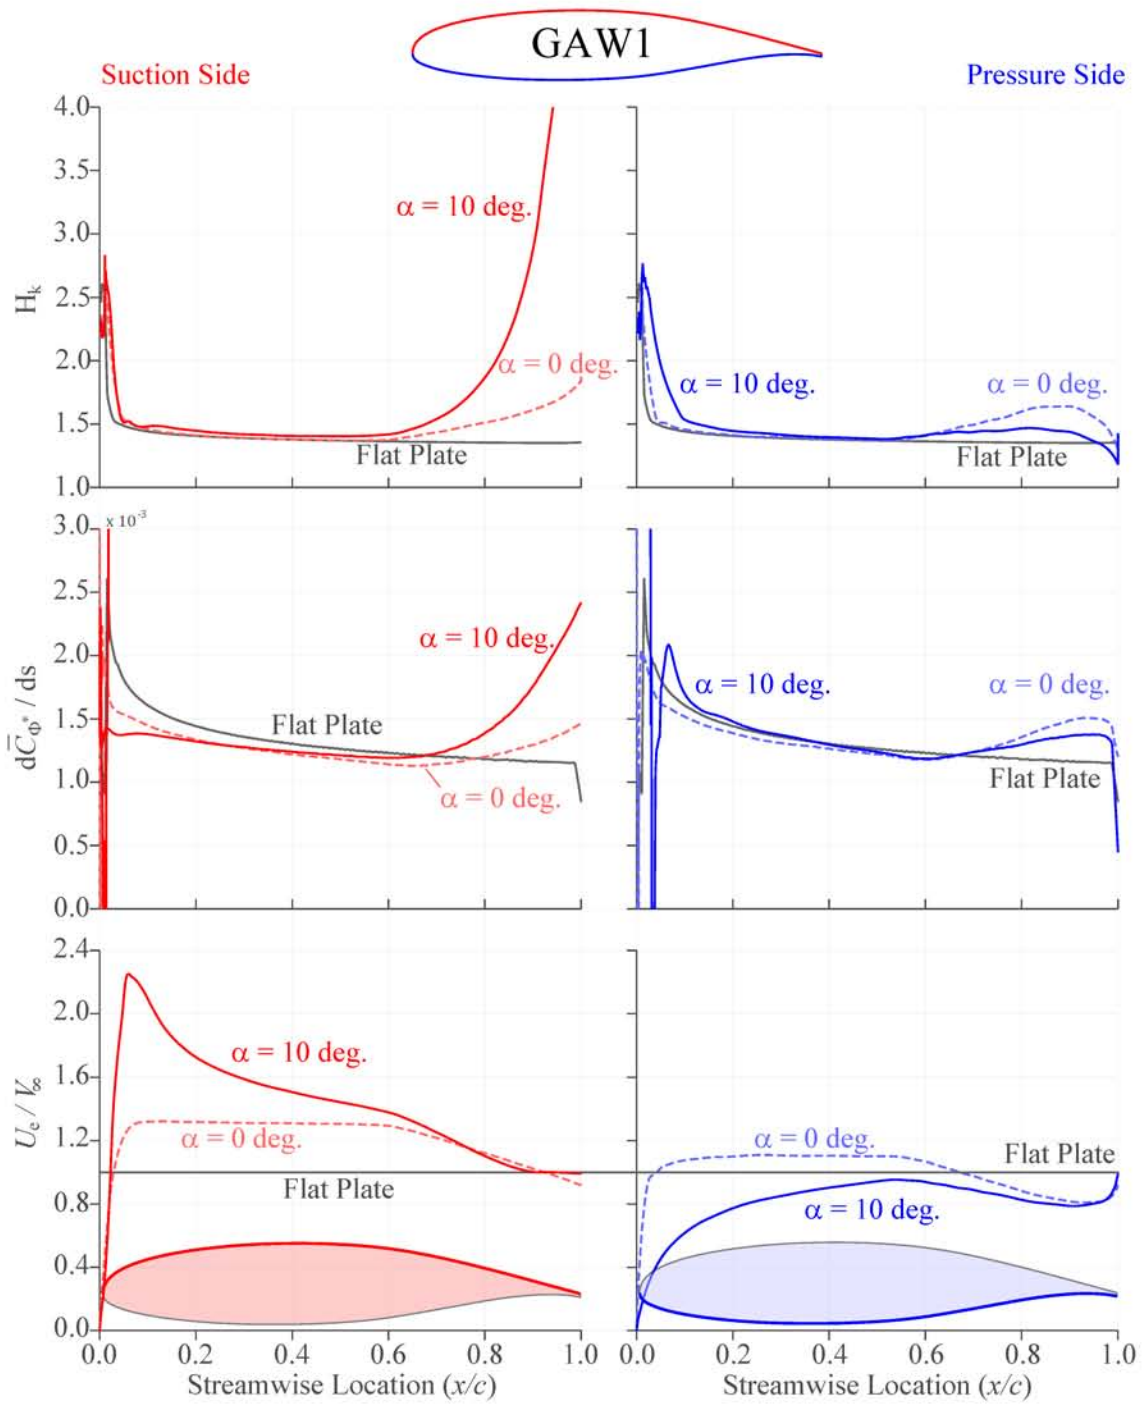 GAW1
Suction Side
Pressure Side
4.0
3.5
3.0
2.5
2.0
1.5
1.0
H_k
α = 10 deg.
α = 0 deg.
Flat Plate
α = 10 deg.
α = 0 deg.
Flat Plate
x 10^-3
3.0
2.5
2.0
1.5
1.0
0.5
0.0
dC̅_Φ* / ds
α = 10 deg.
Flat Plate
α = 0 deg.
α = 10 deg.
α = 0 deg.
Flat Plate
2.4
2.0
1.6
1.2
0.8
0.4
0.0
U_e / V_∞
α = 10 deg.
α = 0 deg.
Flat Plate
α = 0 deg.
Flat Plate
α = 10 deg.
0.0 0.2 0.4 0.6 0.8 1.0
0.0 0.2 0.4 0.6 0.8 1.0
Streamwise Location (x/c)
Streamwise Location (x/c)